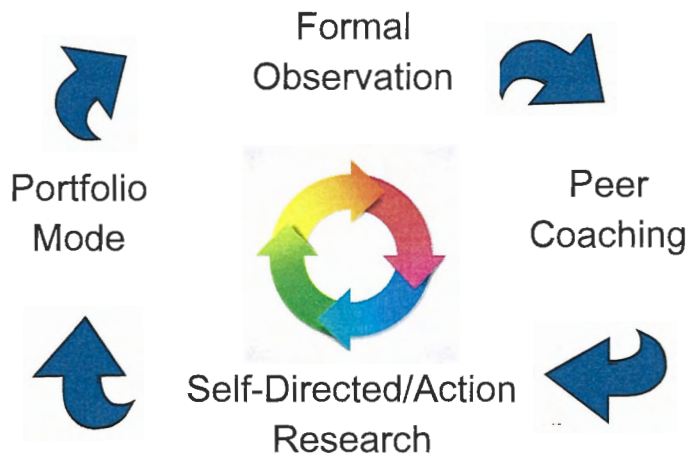 Formal
Observation
Peer
Coaching
Self-Directed/Action
Research
Portfolio
Mode